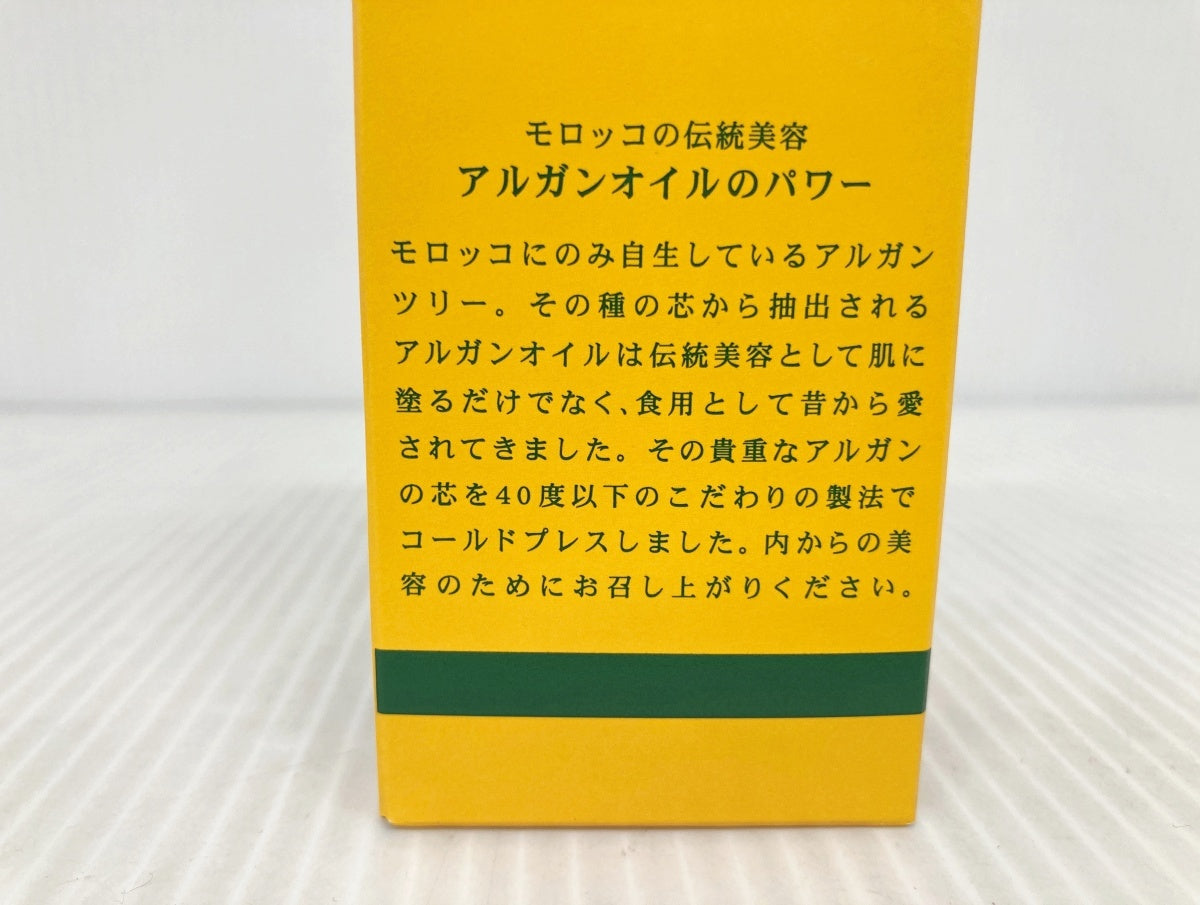 モロッコの伝統美容
アルガンオイルのパワー
モロッコにのみ自生しているアルガン
ツリー。その種の芯から抽出される
アルガンオイルは伝統美容として肌に
塗るだけでなく、食用として昔から愛
されてきました。その貴重なアルガン
の芯を40度以下のこだわりの製法で
コールドプレスしました。内からの美
容のためにお召し上がりください。